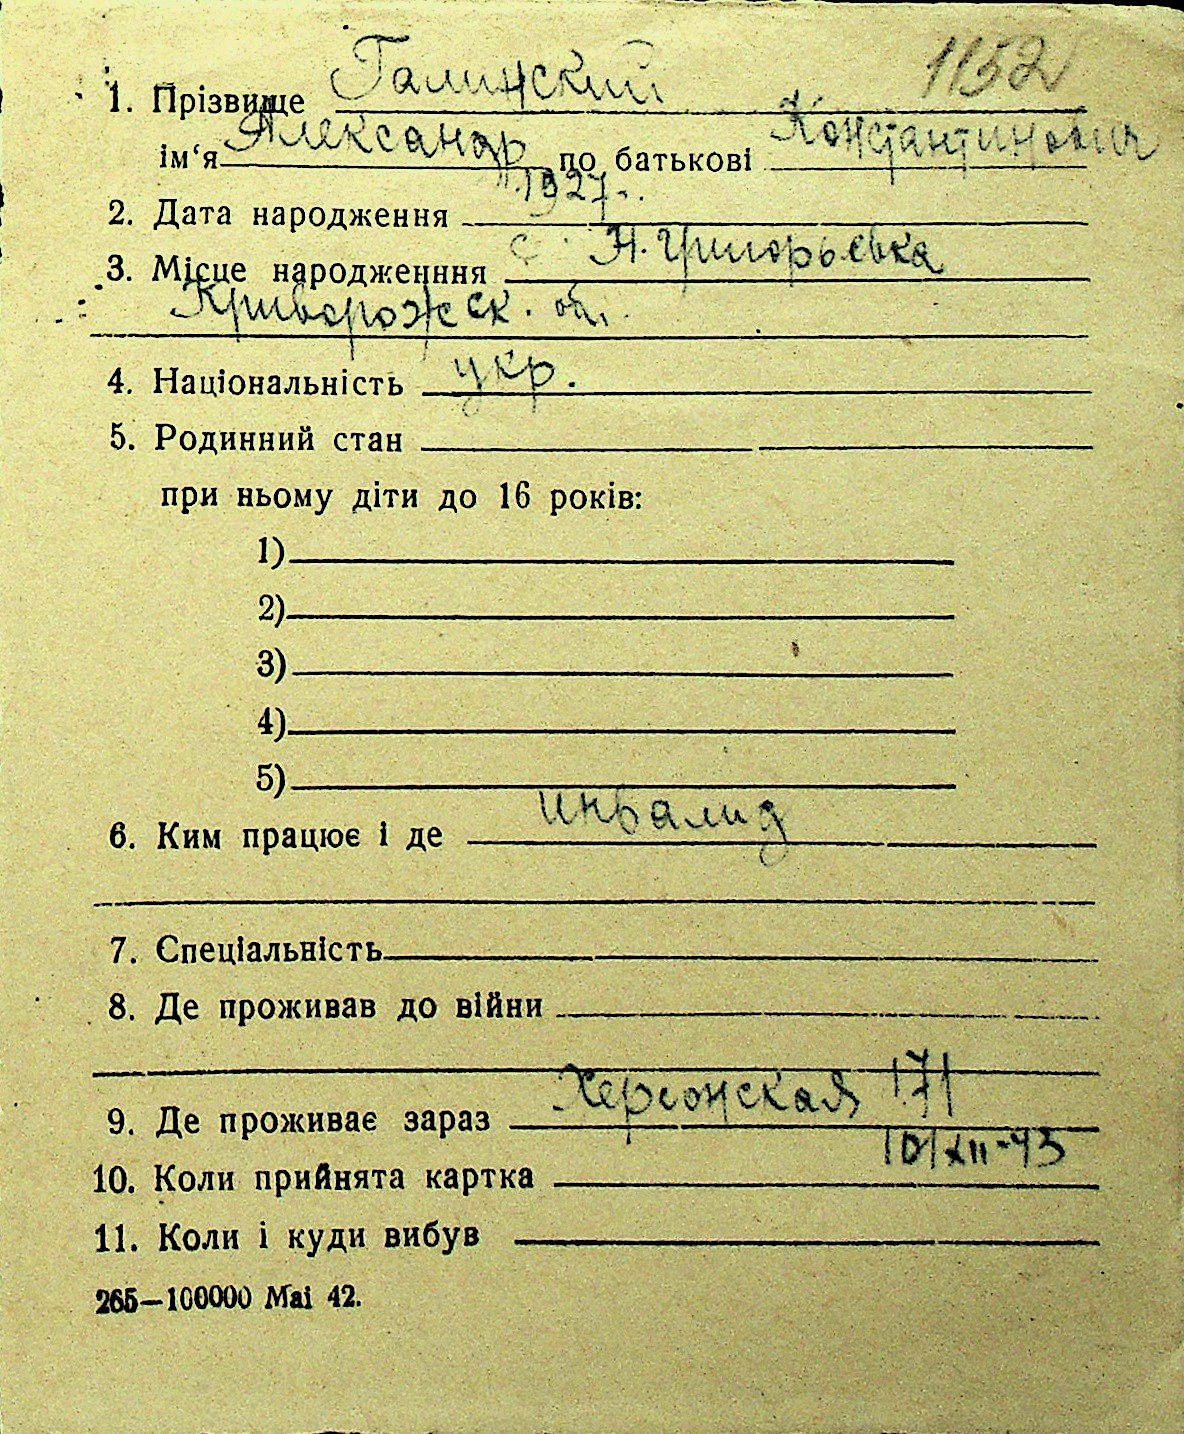 1152
1. Прізвище Галинский
ім‘я Александр по батькові Константинович
2. Дата народження 1927.
3. Місце народженння с. Н. Григорьевка
Криворожск. обл.
4. Національність укр.
5. Родинний стан
при ньому діти до 16 років:
1)
2)
3)
4)
5)
6. Ким працює і де инвалид
7. Спеціальність
8. Де проживав до війни
9. Де проживає зараз Херсонская 171
10. Коли прийнята картка 10/XII-43
11. Коли і куди вибув
265—100000 Mai 42.